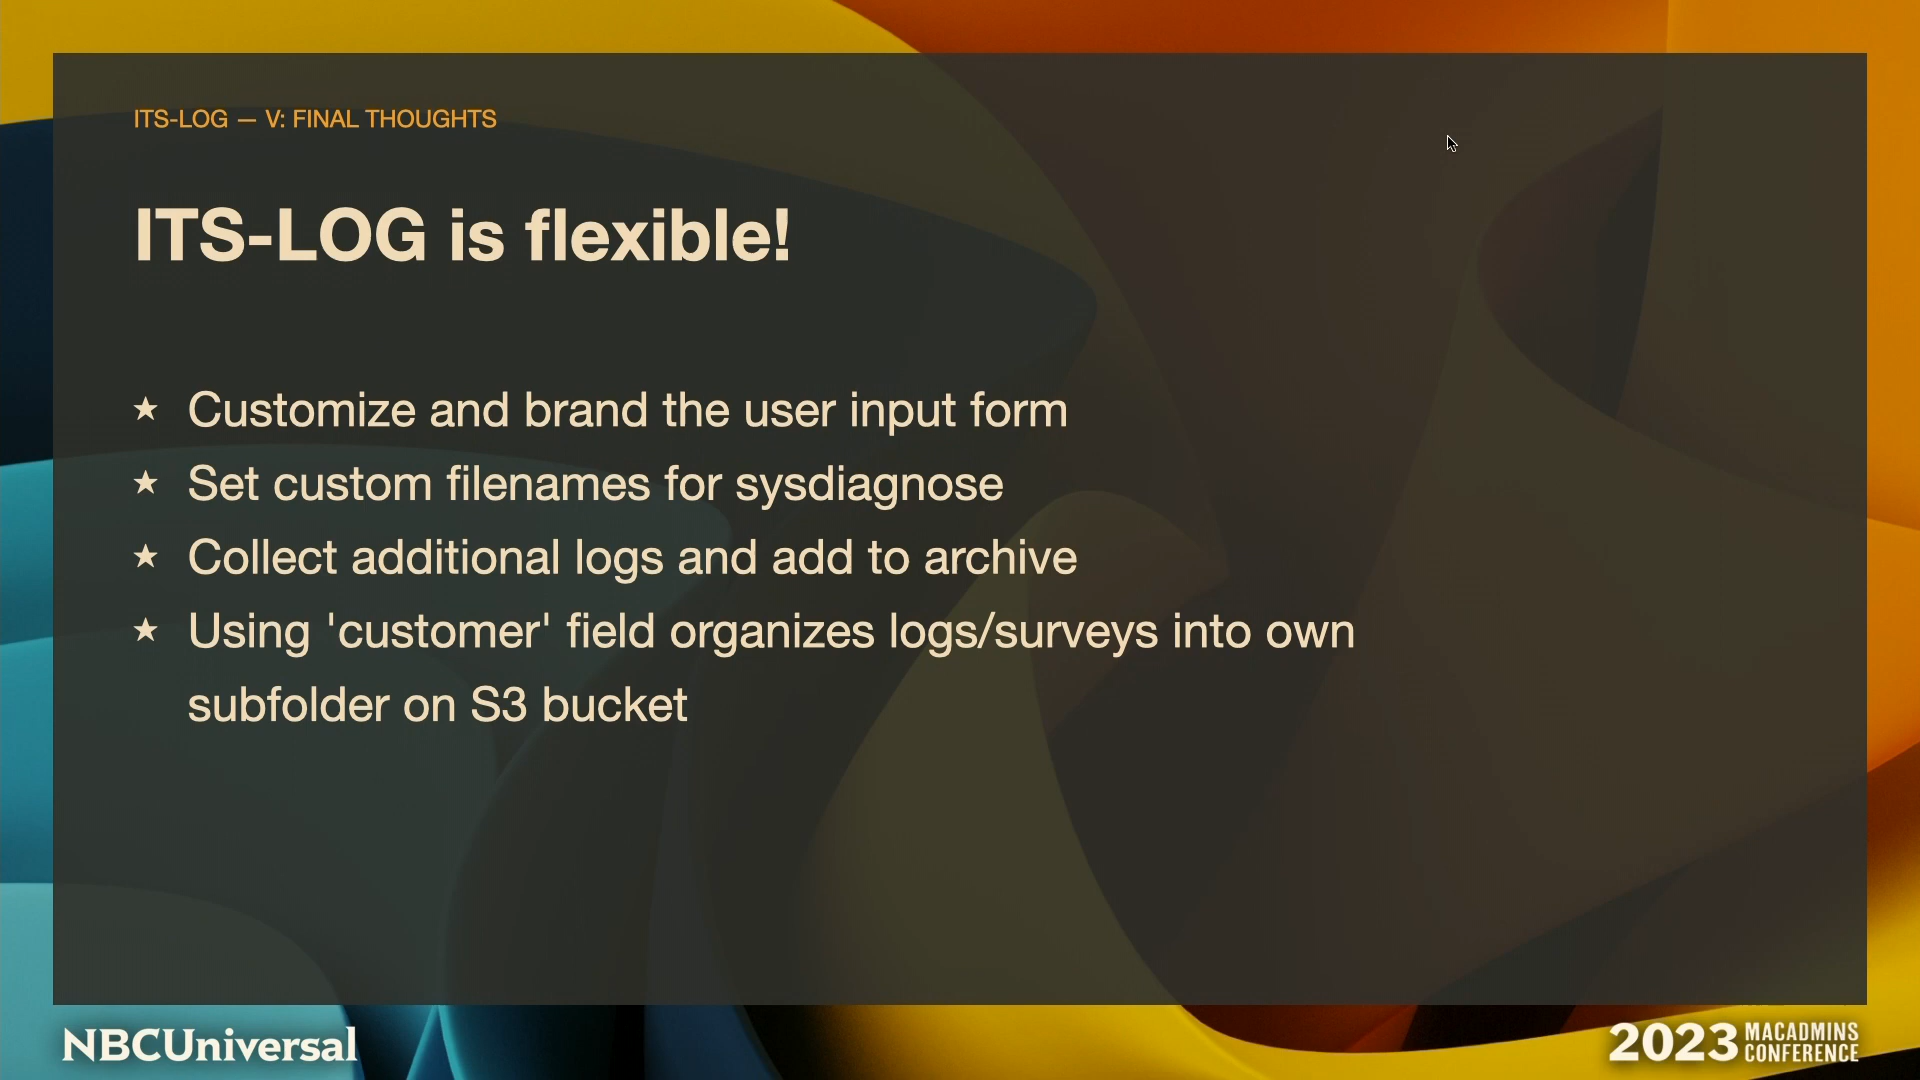 ITS-LOG — V: FINAL THOUGHTS
ITS-LOG is flexible!
★ Customize and brand the user input form
★ Set custom filenames for sysdiagnose
★ Collect additional logs and add to archive
★ Using 'customer' field organizes logs/surveys into own
subfolder on S3 bucket
NBCUniversal
2023 MACADMINS
CONFERENCE